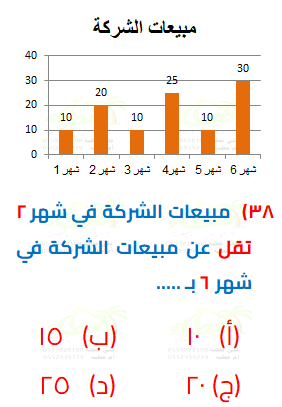 مبيعات الشركة
40
30
20
10
0
10
20
10
25
10
30
شهر 1
شهر 2
شهر 3
شهر4
شهر 5
شهر 6
٣٨) مبيعات الشركة في شهر ٢
تقل عن مبيعات الشركة في
شهر ٦ بـ .....
(أ) ١٠ (ب) ١٥
(ج) ٢٠ (د) ٢٥